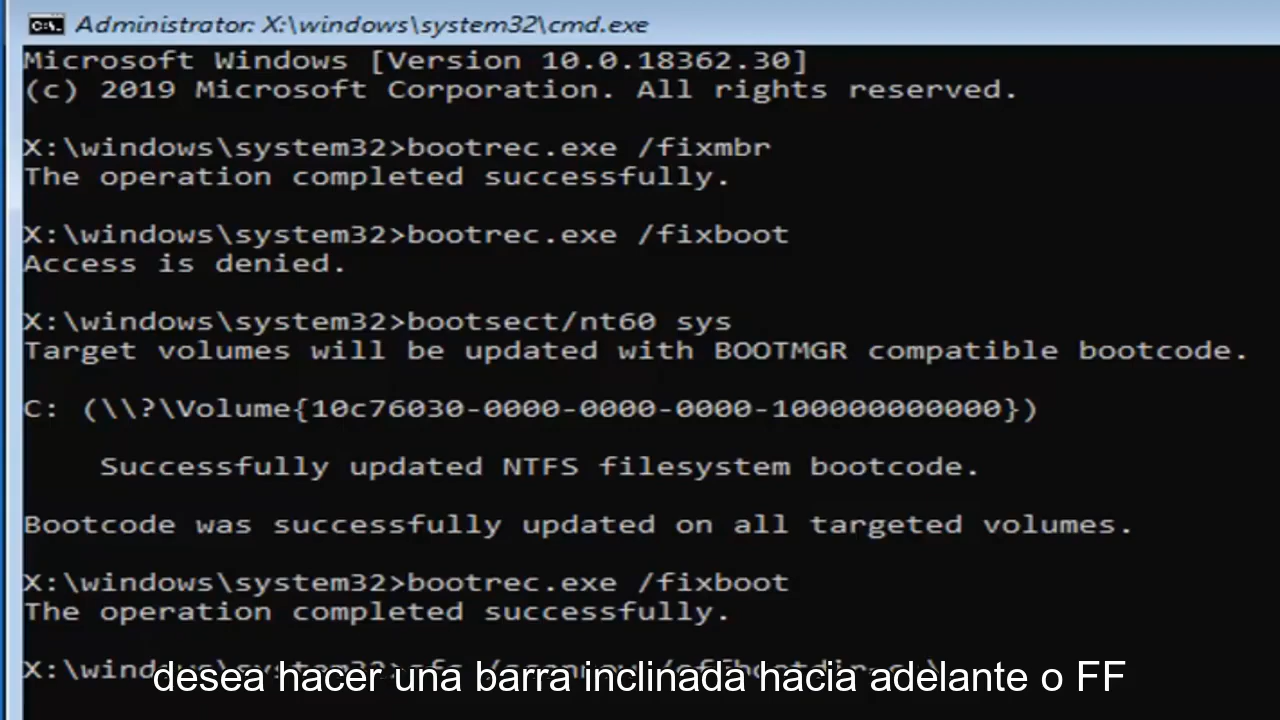 Administrator: X:\windows\system32\cmd.exe
Microsoft Windows [Version 10.0.18362.30]
(c) 2019 Microsoft Corporation. All rights reserved.
X:\windows\system32>bootrec.exe /fixmbr
The operation completed successfully.
X:\windows\system32>bootrec.exe /fixboot
Access is denied.
X:\windows\system32>bootsect/nt60 sys
Target volumes will be updated with BOOTMGR compatible bootcode.
C: (\\?\Volume{10c76030-0000-0000-0000-100000000000})
Successfully updated NTFS filesystem bootcode.
Bootcode was successfully updated on all targeted volumes.
X:\windows\system32>bootrec.exe /fixboot
The operation completed successfully.
X:\windows\system32>sfc /scannow
desea hacer una barra inclinada hacia adelante o FF